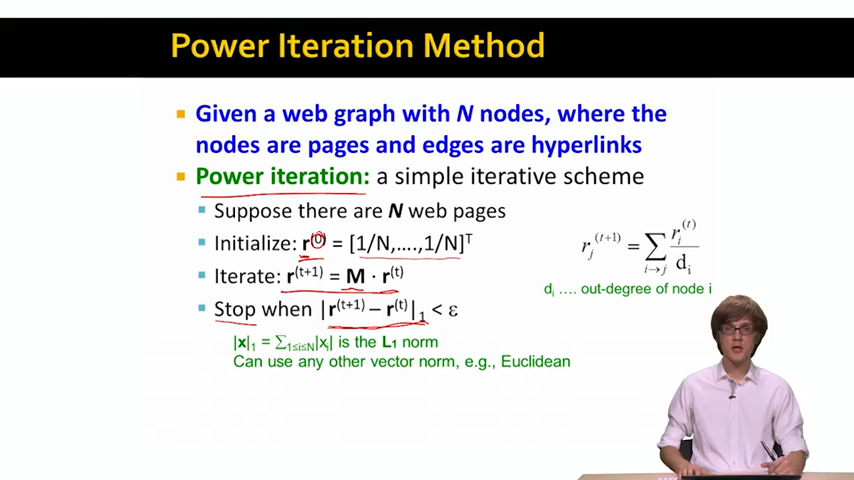 Power Iteration Method
Given a web graph with N nodes, where the
nodes are pages and edges are hyperlinks
Power iteration: a simple iterative scheme
Suppose there are N web pages
Initialize: r⁽⁰⁾ = [1/N,….,1/N]ᵀ
Iterate: r⁽ᵗ⁺¹⁾ = M · r⁽ᵗ⁾
Stop when |r⁽ᵗ⁺¹⁾ – r⁽ᵗ⁾|₁ < ε
|x|₁ = ∑₁≤i≤N|xᵢ| is the L₁ norm
Can use any other vector norm, e.g., Euclidean
rⱼ⁽ᵗ⁺¹⁾ = ∑i→j rᵢ⁽ᵗ⁾ / dᵢ
dᵢ …. out-degree of node i